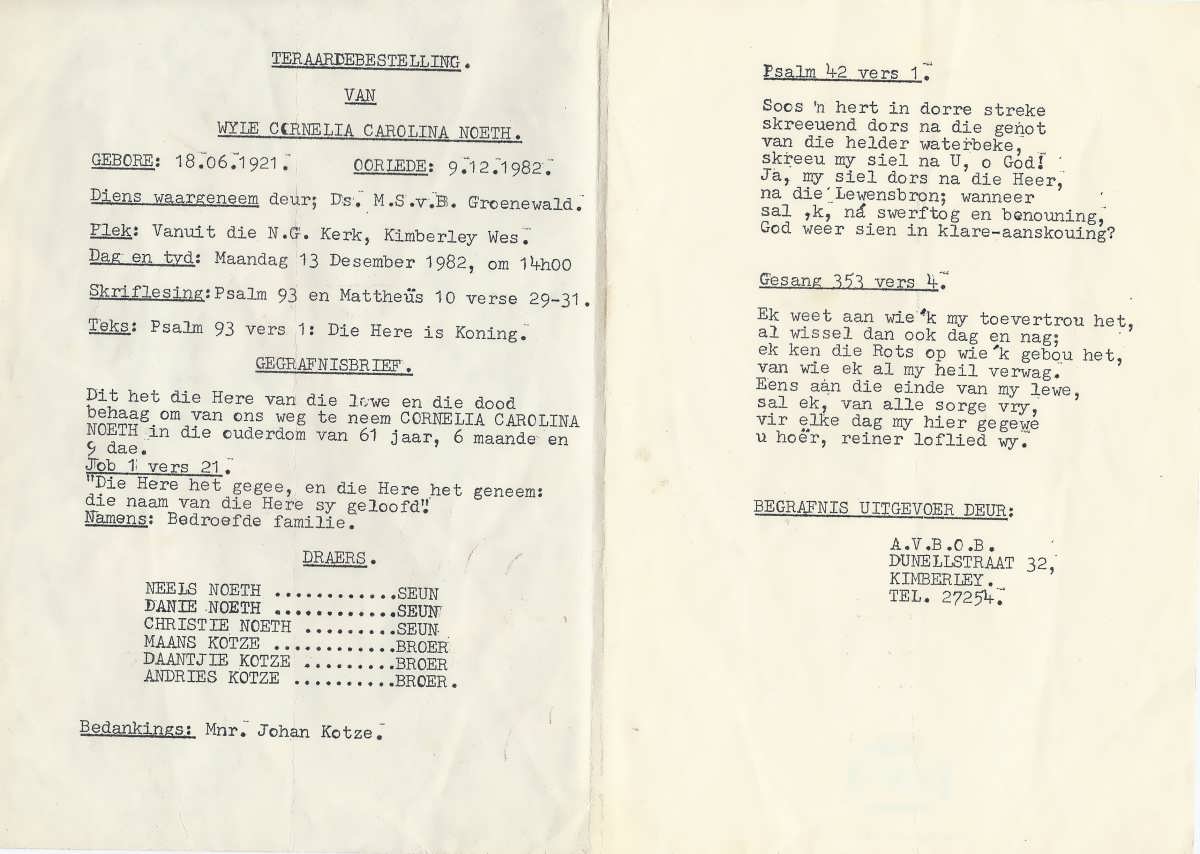 TERAARDEBESTELLING.
VAN
WYLE CORNELIA CAROLINA NOETH.
GEBORE: 18.06.1921. OORLEDE: 9.12.1982.
Diens waargeneem deur; Ds. M.S.v.B. Groenewald.
Plek: Vanuit die N.G. Kerk, Kimberley Wes.
Dag en tyd: Maandag 13 Desember 1982, om 14h00
Skriflesing:Psalm 93 en Mattheüs 10 verse 29-31.
Teks: Psalm 93 vers 1: Die Here is Koning.
GEGRAFNISBRIEF.
Dit het die Here van die lewe en die dood
behaag om van ons weg te neem CORNELIA CAROLINA
NOETH in die ouderdom van 61 jaar, 6 maande en
9 dae.
Job 1 vers 21.
"Die Here het gegee, en die Here het geneem:
die naam van die Here sy geloofd".
Namens: Bedroefde familie.
DRAERS.
NEELS NOETH ............SEUN
DANIE NOETH ............SEUN
CHRISTIE NOETH .........SEUN
MAANS KOTZE ............BROER
DAANTJIE KOTZE .........BROER
ANDRIES KOTZE ..........BROER.
Bedankings: Mnr. Johan Kotze.
Psalm 42 vers 1.
Soos 'n hert in dorre streke
skreeuend dors na die genot
van die helder waterbeke,
skreeu my siel na U, o God!
Ja, my siel dors na die Heer,
na die Lewensbron; wanneer
sal ,k, ná swerftog en benouning,
God weer sien in klare-aanskouing?
Gesang 353 vers 4.
Ek weet aan wie'k my toevertrou het,
al wissel dan ook dag en nag;
ek ken die Rots op wie'k gebou het,
van wie ek al my heil verwag.
Eens aan die einde van my lewe,
sal ek, van alle sorge vry,
vir elke dag my hier gegewe
u hoër, reiner loflied wy.
BEGRAFNIS UITGEVOER DEUR:
A.V.B.O.B.
DUNELLSTRAAT 32,
KIMBERLEY.
TEL. 27254.